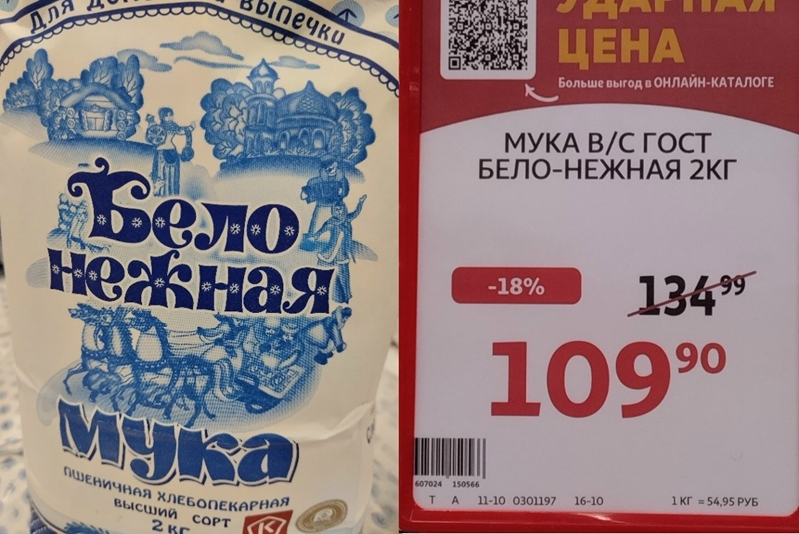 Для до выпечки
Бело
нежная
Мука
ПШЕНИЧНАЯ ХЛЕБОПЕКАРНАЯ
ВЫСШИЙ СОРТ
2 КГ
К
УДАРНАЯ
ЦЕНА
Больше выгод в ОНЛАЙН-КАТАЛОГЕ
МУКА В/С ГОСТ
БЕЛО-НЕЖНАЯ 2КГ
-18%
134 99
109 90
607024 150566
Т А 11-10 0301197 16-10
1 КГ = 54,95 РУБ